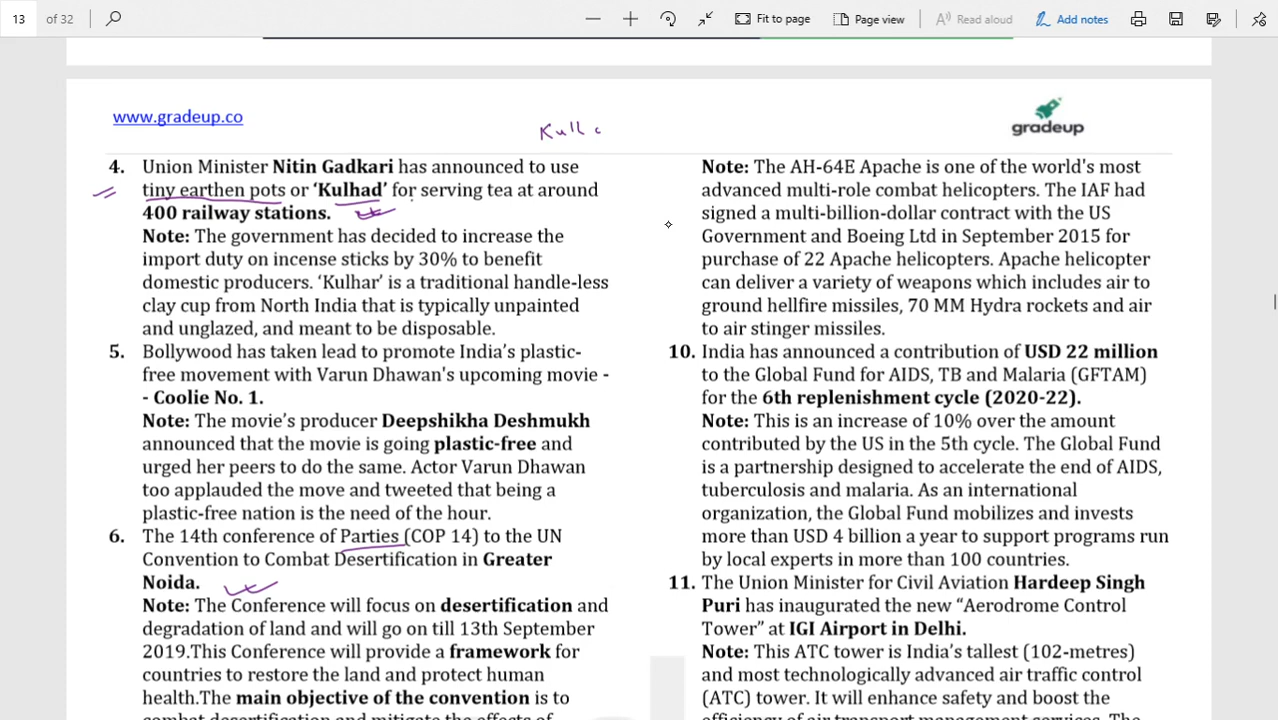 13 of 32 Fit to page Page view Read aloud Add notes
www.gradeup.co
gradeup
Kull
4. Union Minister Nitin Gadkari has announced to use
tiny earthen pots or ‘Kulhad’ for serving tea at around
400 railway stations.
Note: The government has decided to increase the
import duty on incense sticks by 30% to benefit
domestic producers. ‘Kulhar’ is a traditional handle-less
clay cup from North India that is typically unpainted
and unglazed, and meant to be disposable.
5. Bollywood has taken lead to promote India’s plastic-
free movement with Varun Dhawan's upcoming movie -
- Coolie No. 1.
Note: The movie’s producer Deepshikha Deshmukh
announced that the movie is going plastic-free and
urged her peers to do the same. Actor Varun Dhawan
too applauded the move and tweeted that being a
plastic-free nation is the need of the hour.
6. The 14th conference of Parties (COP 14) to the UN
Convention to Combat Desertification in Greater
Noida.
Note: The Conference will focus on desertification and
degradation of land and will go on till 13th September
2019.This Conference will provide a framework for
countries to restore the land and protect human
health.The main objective of the convention is to
combat desertification and mitigate the effects of
Note: The AH-64E Apache is one of the world's most
advanced multi-role combat helicopters. The IAF had
signed a multi-billion-dollar contract with the US
Government and Boeing Ltd in September 2015 for
purchase of 22 Apache helicopters. Apache helicopter
can deliver a variety of weapons which includes air to
ground hellfire missiles, 70 MM Hydra rockets and air
to air stinger missiles.
10. India has announced a contribution of USD 22 million
to the Global Fund for AIDS, TB and Malaria (GFTAM)
for the 6th replenishment cycle (2020-22).
Note: This is an increase of 10% over the amount
contributed by the US in the 5th cycle. The Global Fund
is a partnership designed to accelerate the end of AIDS,
tuberculosis and malaria. As an international
organization, the Global Fund mobilizes and invests
more than USD 4 billion a year to support programs run
by local experts in more than 100 countries.
11. The Union Minister for Civil Aviation Hardeep Singh
Puri has inaugurated the new “Aerodrome Control
Tower” at IGI Airport in Delhi.
Note: This ATC tower is India’s tallest (102-metres)
and most technologically advanced air traffic control
(ATC) tower. It will enhance safety and boost the
efficiency of air transport management services. The